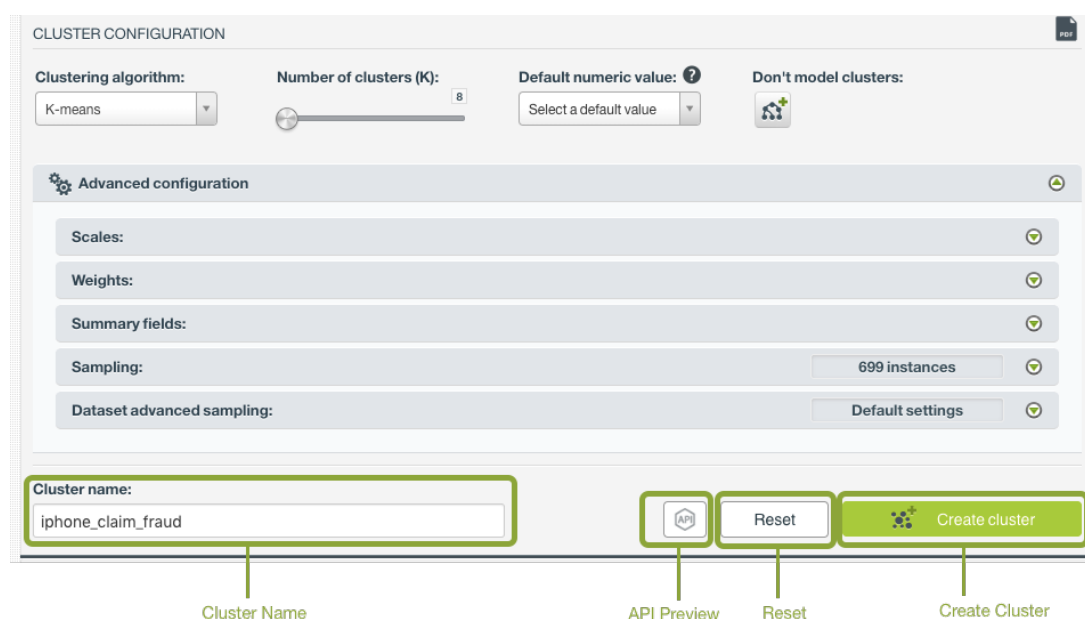 CLUSTER CONFIGURATION
PDF
Clustering algorithm:
Number of clusters (K):
Default numeric value: ?
Don't model clusters:
K-means
8
Select a default value
Advanced configuration
Scales:
Weights:
Summary fields:
Sampling:
699 instances
Dataset advanced sampling:
Default settings
Cluster name:
iphone_claim_fraud
API
Reset
Create cluster
Cluster Name
API Preview
Reset
Create Cluster